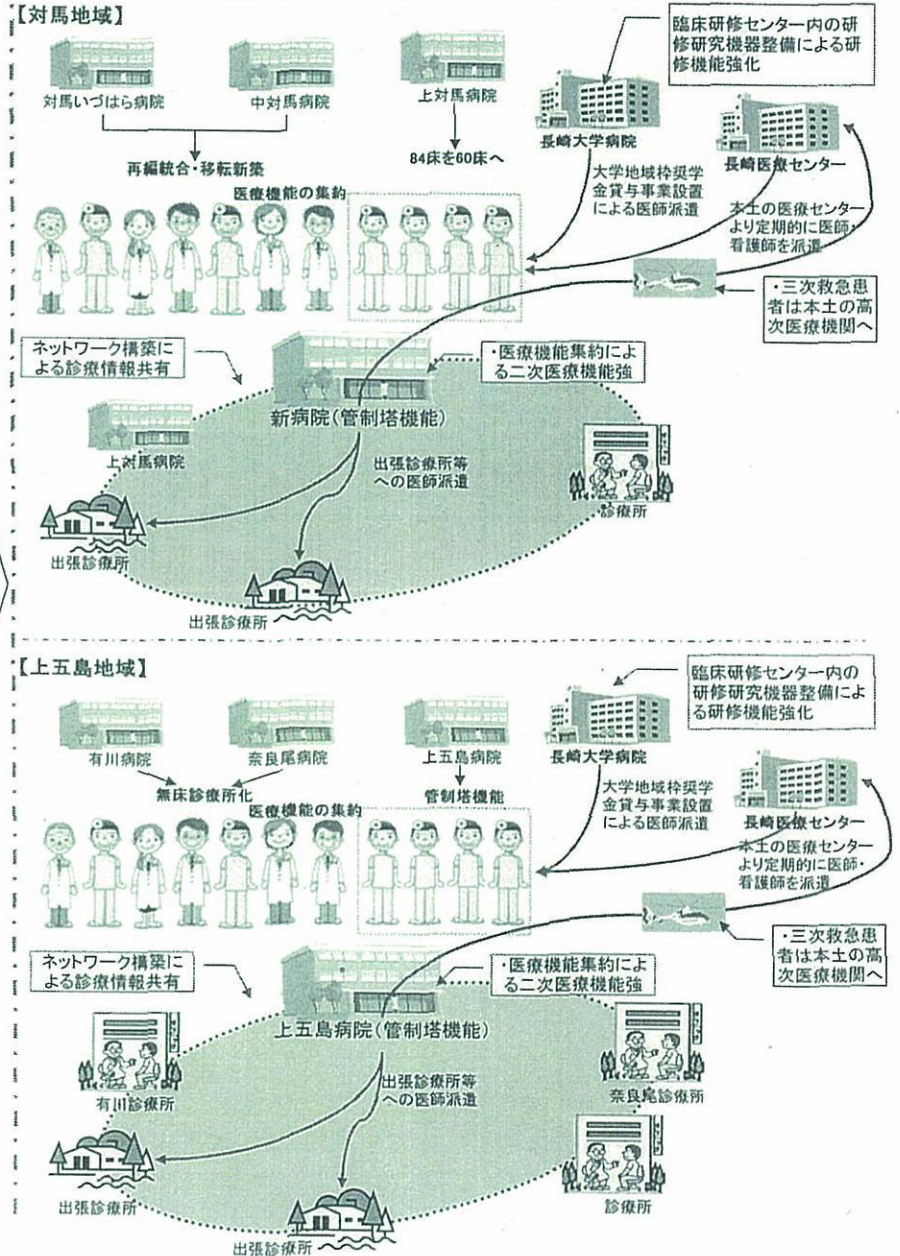 【対馬地域】
臨床研修センター内の研
修研究機器整備による研
修機能強化
対馬いづはら病院
中対馬病院
上対馬病院
長崎大学病院
長崎医療センター
再編統合・移転新築
84床を60床へ
医療機能の集約
大学地域枠奨学
金貸与事業設置
による医師派遣
本土の医療センター
より定期的に医師・
看護師を派遣
・三次救急患
者は本土の高
次医療機関へ
ネットワーク構築に
よる診療情報共有
・医療機能集約によ
る二次医療機能強
新病院(管制塔機能)
上対馬病院
出張診療所等
への医師派遣
診療所
出張診療所
出張診療所
【上五島地域】
臨床研修センター内の
研修研究機器整備によ
る研修機能強化
有川病院
奈良尾病院
上五島病院
長崎大学病院
無床診療所化
管制塔機能
医療機能の集約
大学地域枠奨学
金貸与事業設置
による医師派遣
長崎医療センター
本土の医療センター
より定期的に医師・
看護師を派遣
・三次救急患
者は本土の高
次医療機関へ
ネットワーク構築に
よる診療情報共有
・医療機能集約によ
る二次医療機能強
上五島病院(管制塔機能)
有川診療所
出張診療所等
への医師派遣
奈良尾診療所
出張診療所
診療所
出張診療所